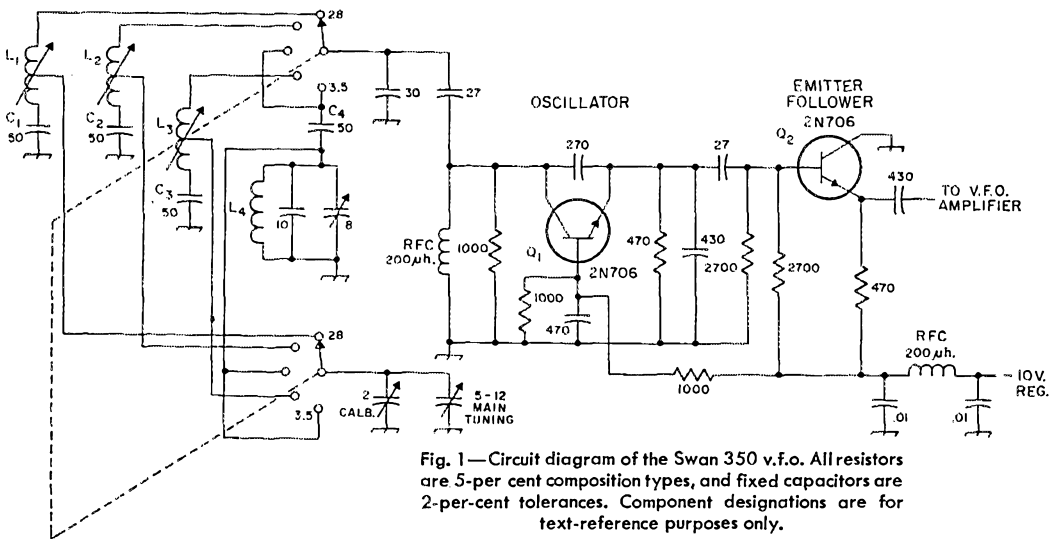 28
L1
L2
L3
C1
50
C2
50
C3
50
3.5
C4
50
L4
10
8
30
27
OSCILLATOR
270
27
EMITTER
FOLLOWER
2N706
Q2
430
TO V.F.O.
AMPLIFIER
RFC
200µh.
1000
Q1
2N706
1000
470
470
430
2700
2700
470
1000
RFC
200µh.
–10V.
REG.
.01
.01
28
3.5
2
CALB.
5-12
MAIN
TUNING
Fig. 1—Circuit diagram of the Swan 350 v.f.o. All resistors
are 5-per cent composition types, and fixed capacitors are
2-per-cent tolerances. Component designations are for
text-reference purposes only.